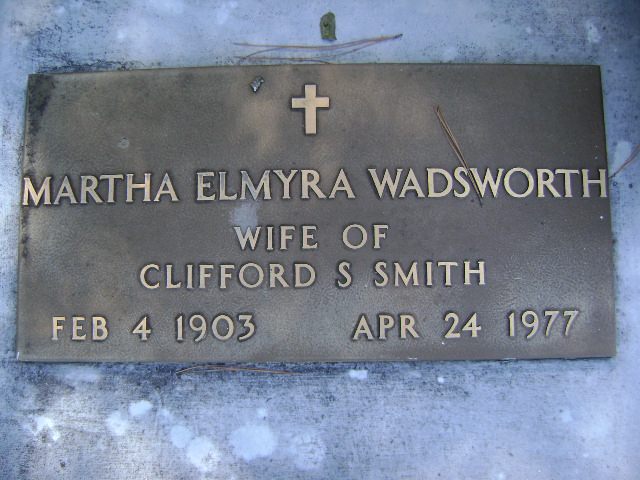 MARTHA ELMYRA WADSWORTH
WIFE OF
CLIFFORD S SMITH
FEB 4 1903 APR 24 1977